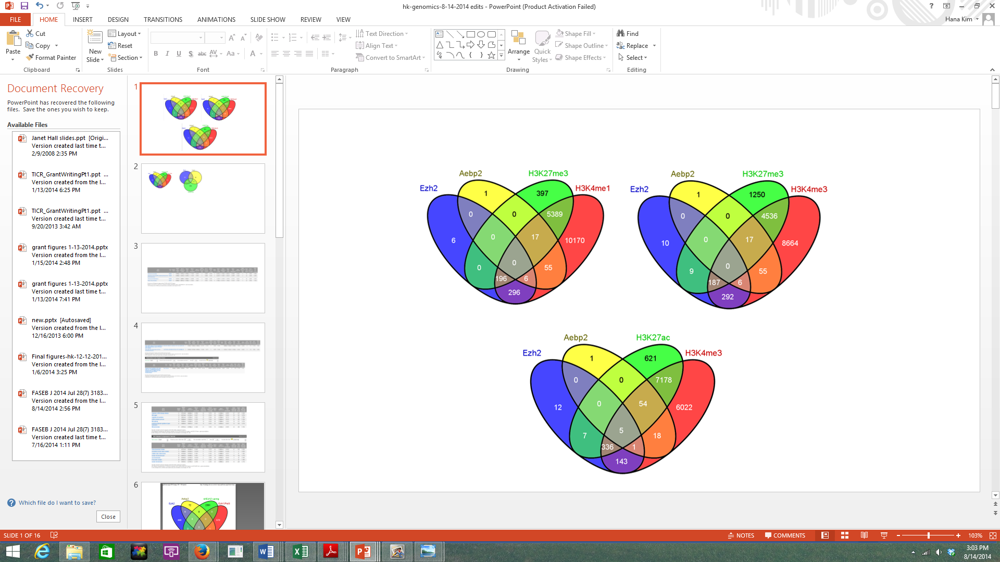 hk-genomics-8-14-2014 edits - PowerPoint (Product Activation Failed)
FILE HOME INSERT DESIGN TRANSITIONS ANIMATIONS SLIDE SHOW REVIEW VIEW
Hana Kim
Paste
Cut
Copy
Format Painter
Clipboard
New Slide
Layout
Reset
Section
Slides
B I U S abc AV Aa A
Font
Text Direction
Align Text
Convert to SmartArt
Paragraph
Arrange
Quick Styles
Shape Fill
Shape Outline
Shape Effects
Drawing
Find
Replace
Select
Editing
Document Recovery
PowerPoint has recovered the following
files. Save the ones you wish to keep.
Available Files
Janet Hall slides.ppt [Origi...
Version created last time t...
2/9/2008 2:35 PM
TICR_GrantWritingPt1.ppt ...
Version created from the l...
1/13/2014 6:25 PM
TICR_GrantWritingPt1.ppt ...
Version created last time t...
9/20/2013 3:42 AM
grant figures 1-13-2014.pptx
Version created from the l...
1/15/2014 2:48 PM
grant figures 1-13-2014.pptx
Version created last time t...
1/13/2014 7:41 PM
new.pptx [Autosaved]
Version created from the l...
12/16/2013 6:00 PM
Final figures-hk-12-12-201...
Version created last time t...
1/6/2014 3:25 PM
FASEB J 2014 Jul 28(7) 3183...
Version created from the l...
8/14/2014 2:56 PM
FASEB J 2014 Jul 28(7) 3183...
Version created last time t...
7/16/2014 1:11 PM
Which file do I want to save?
Close
1
2
3
4
5
6
Aebp2 H3K27me3
Ezh2 H3K4me1
1 397
0 0 5389
6 0 17 10170
0 0 55
196 6
296
Aebp2 H3K27me3
Ezh2 H3K4me3
1 1250
0 0 4536
10 0 17 8664
9 0 55
187 6
292
Aebp2 H3K27ac
Ezh2 H3K4me3
1 621
0 0 7178
12 0 54 6022
7 5 18
336 1
143
SLIDE 1 OF 16
NOTES COMMENTS 103%
3:03 PM
8/14/2014